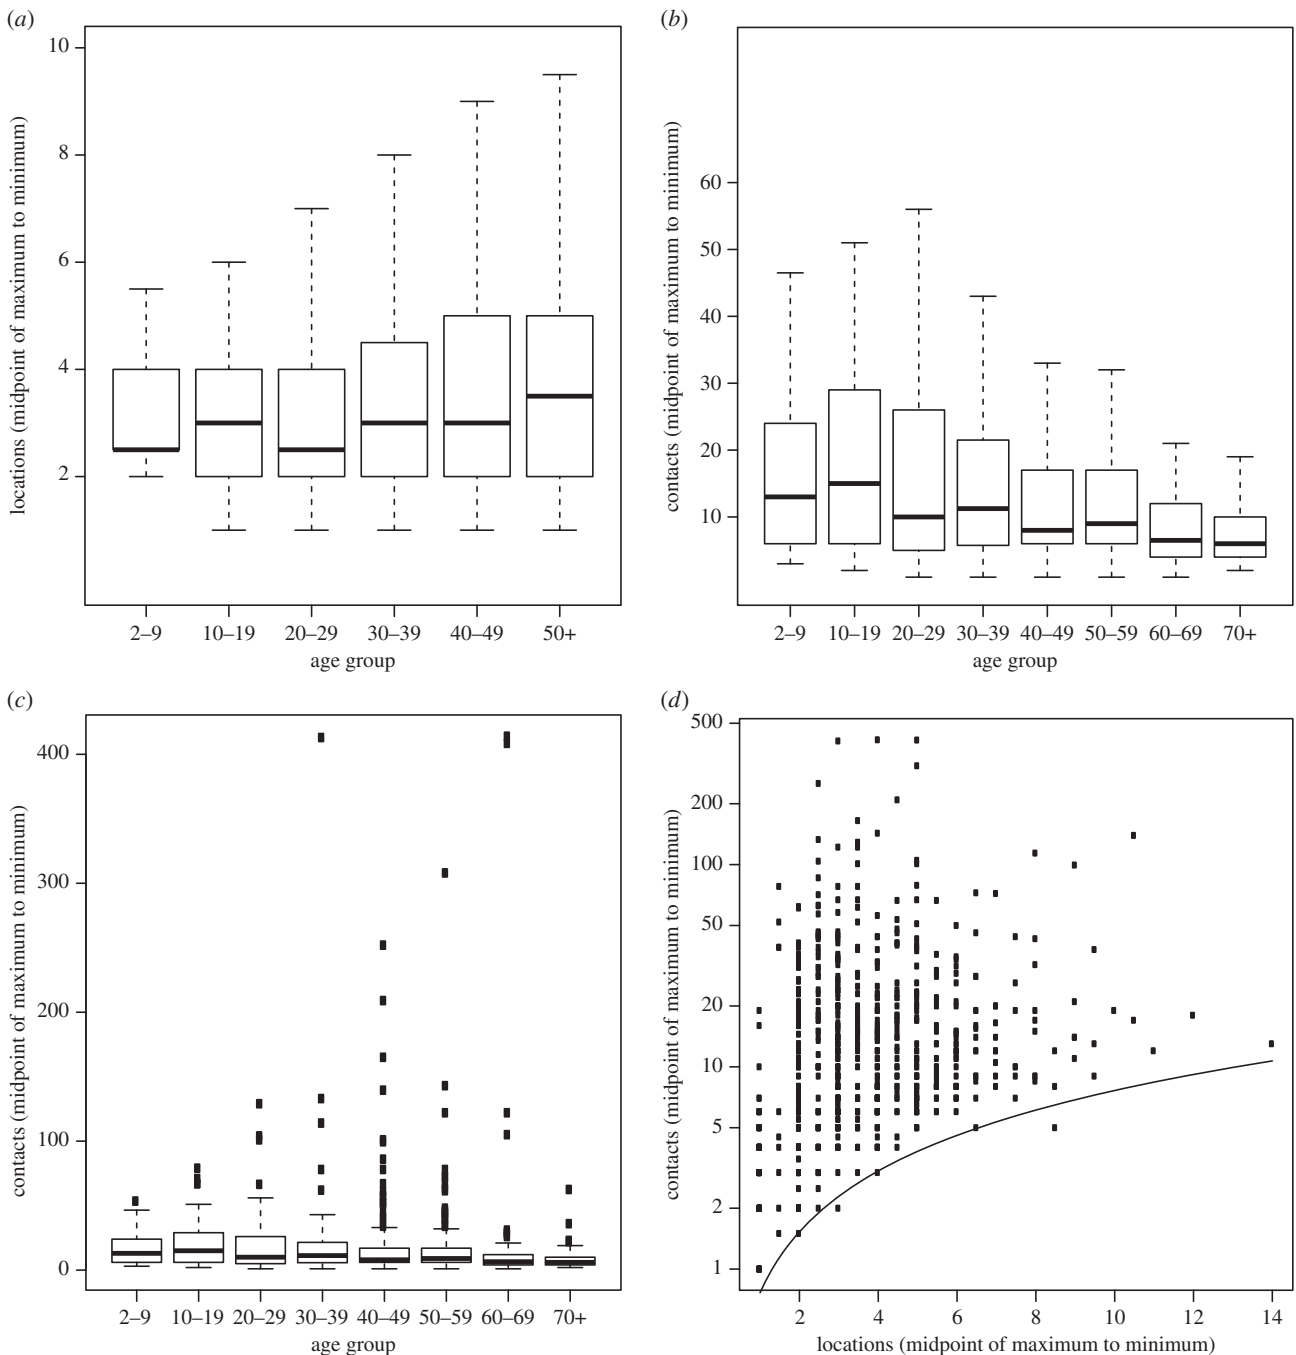 (a)
10
8
6
4
2
locations (midpoint of maximum to minimum)
2–9 10–19 20–29 30–39 40–49 50+
age group
(b)
60
50
40
30
20
10
contacts (midpoint of maximum to minimum)
2–9 10–19 20–29 30–39 40–49 50–59 60–69 70+
age group
(c)
400
300
200
100
0
contacts (midpoint of maximum to minimum)
2–9 10–19 20–29 30–39 40–49 50–59 60–69 70+
age group
(d)
500
200
100
50
20
10
5
2
1
contacts (midpoint of maximum to minimum)
2 4 6 8 10 12 14
locations (midpoint of maximum to minimum)